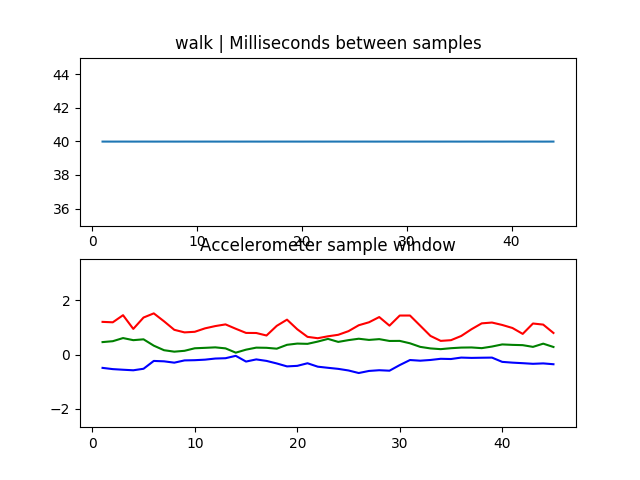 walk | Milliseconds between samples
44
42
40
38
36
0 10 20 30 40
Accelerometer sample window
2
0
−2
0 10 20 30 40